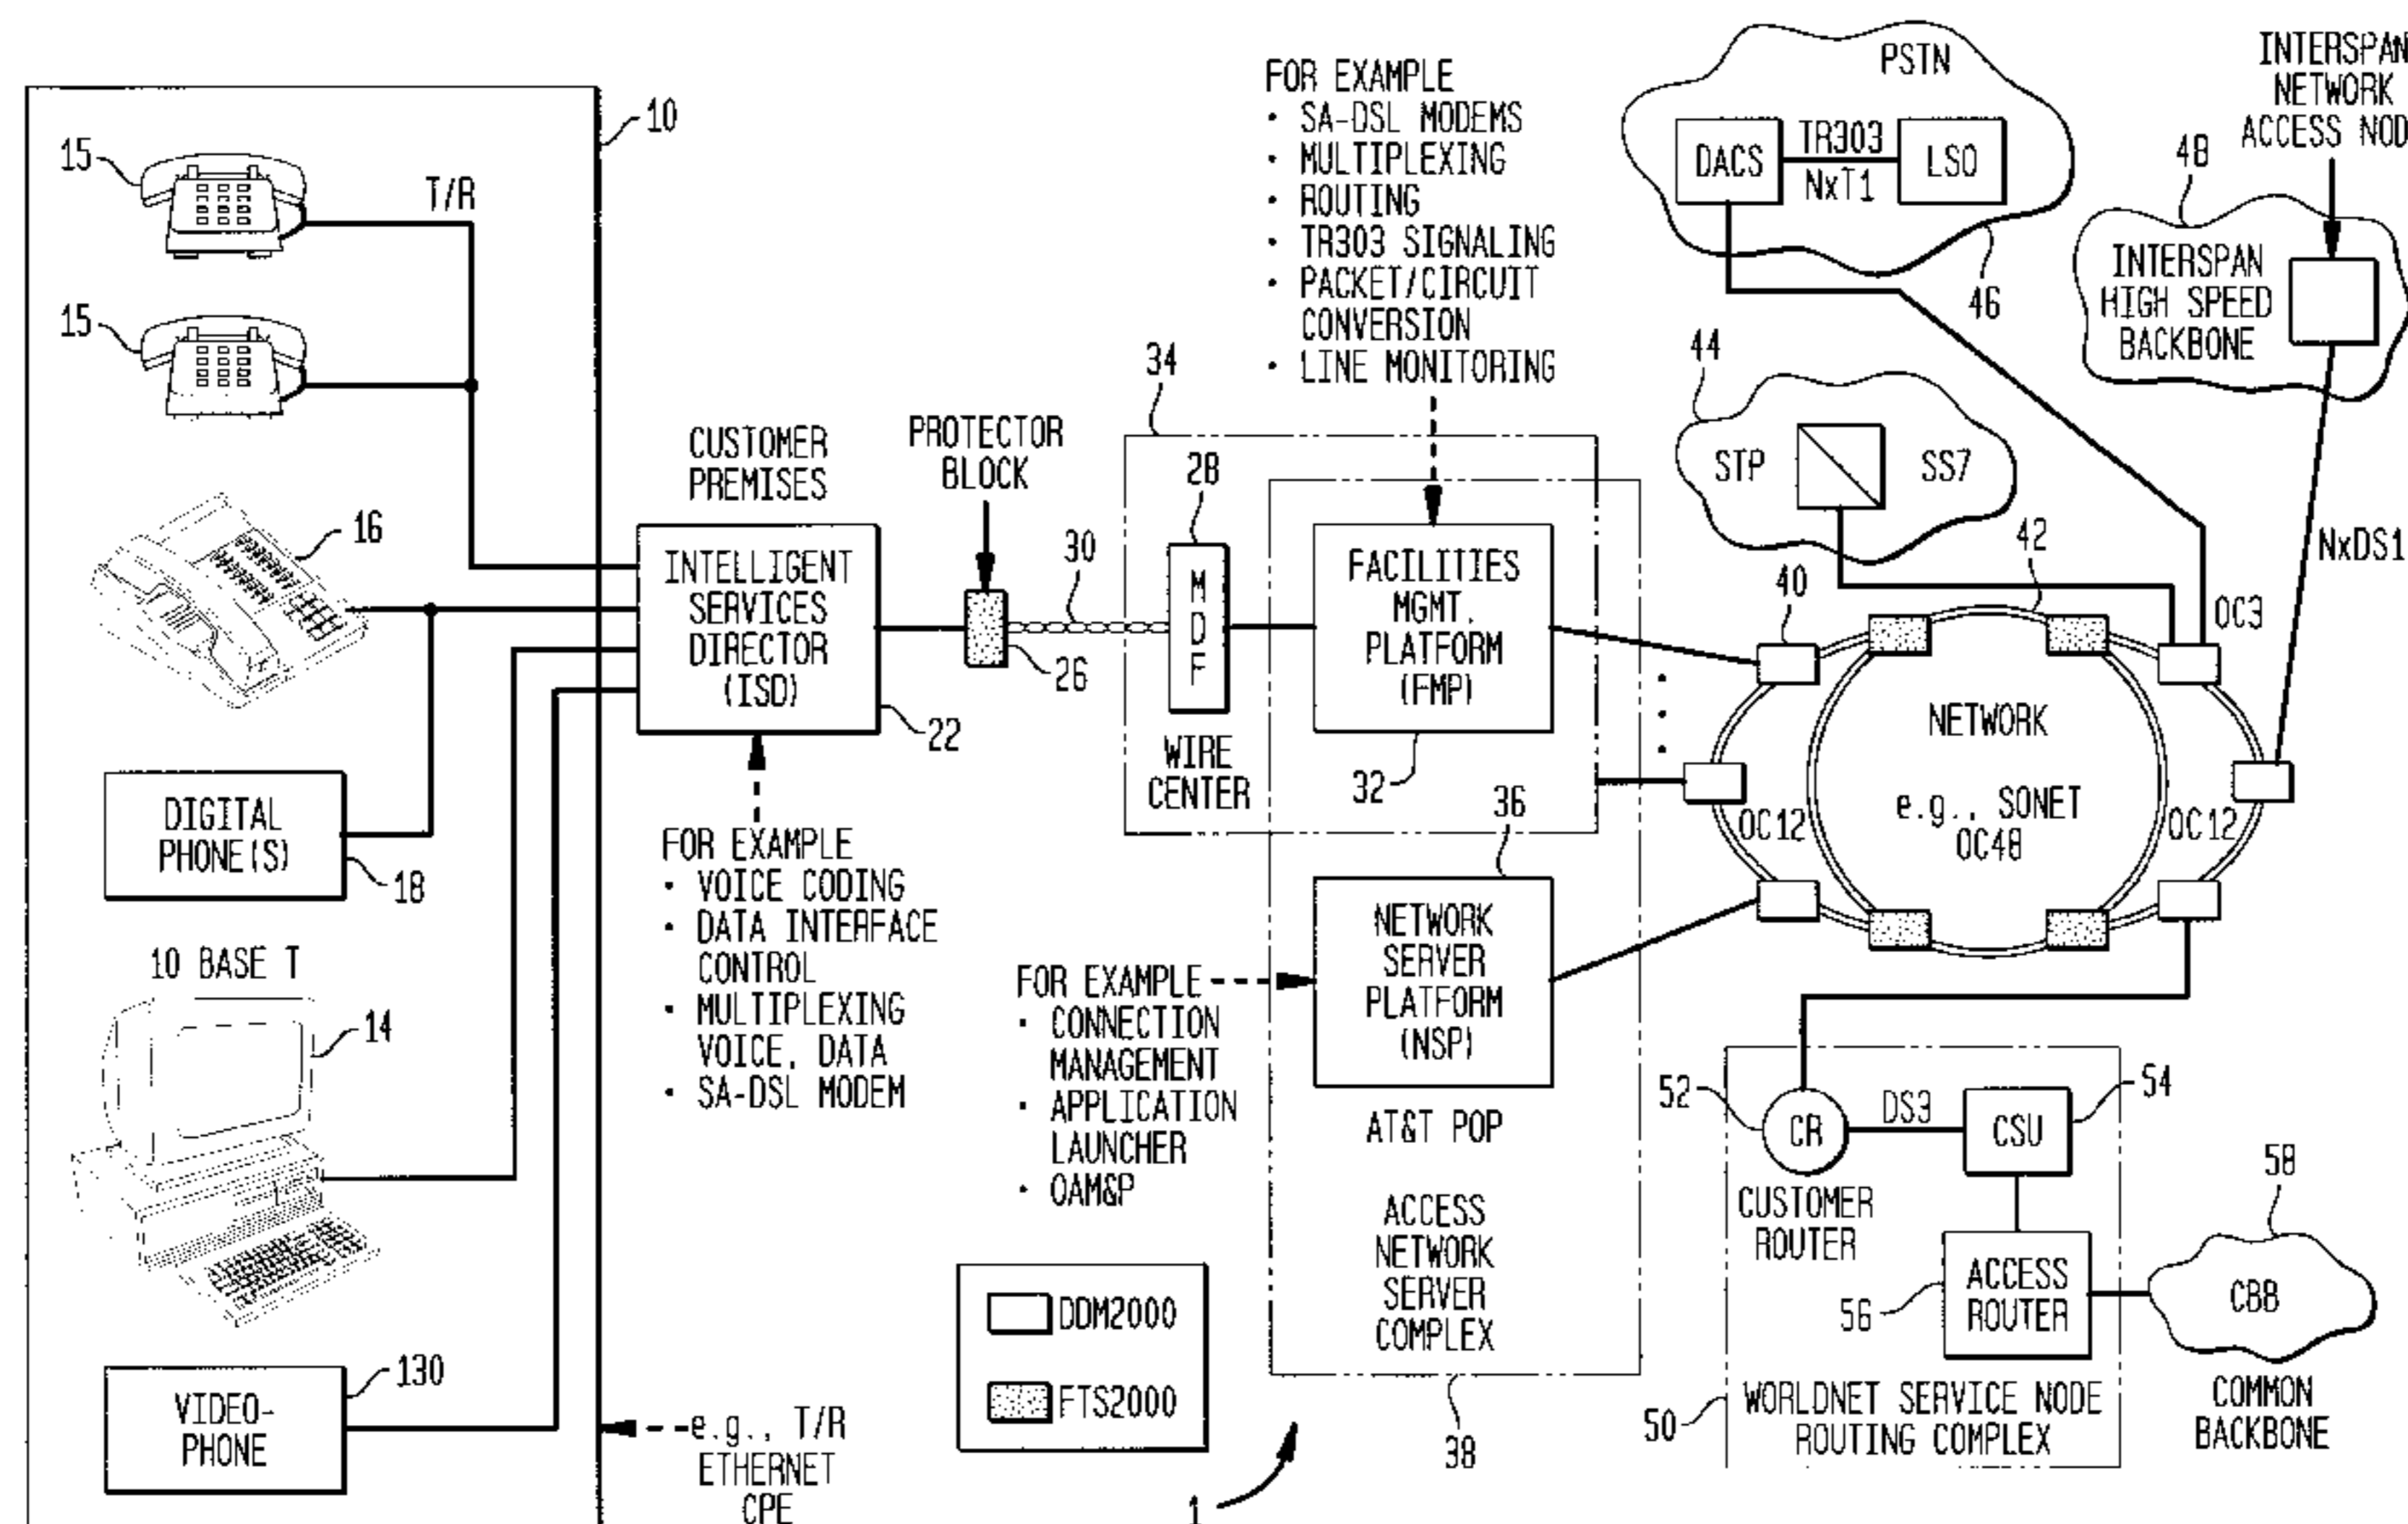 15
T/R
15
16
DIGITAL
PHONE(S)
18
10 BASE T
14
VIDEO-
PHONE
130
10
e.g., T/R
ETHERNET
CPE
CUSTOMER
PREMISES
INTELLIGENT
SERVICES
DIRECTOR
(ISD)
22
FOR EXAMPLE
• VOICE CODING
• DATA INTERFACE
CONTROL
• MULTIPLEXING
VOICE, DATA
• SA-DSL MODEM
PROTECTOR
BLOCK
26
30
FOR EXAMPLE
• SA-DSL MODEMS
• MULTIPLEXING
• ROUTING
• TR303 SIGNALING
• PACKET/CIRCUIT
CONVERSION
• LINE MONITORING
34
28
MDF
WIRE
CENTER
FACILITIES
MGMT.
PLATFORM
(FMP)
32
36
NETWORK
SERVER
PLATFORM
(NSP)
FOR EXAMPLE
• CONNECTION
MANAGEMENT
• APPLICATION
LAUNCHER
• OAM&P
AT&T POP
ACCESS
NETWORK
SERVER
COMPLEX
38
DDM2000
FTS2000
1
PSTN
DACS
TR303
NxT1
LSO
46
INTERSPAN
NETWORK
48
INTERSPAN
HIGH SPEED
BACKBONE
ACCESS
44
STP
SS7
NxDS1
40
42
OC3
NETWORK
e.g., SONET
OC48
OC12
OC12
52
CR
DS3
CSU
54
CUSTOMER
ROUTER
56
ACCESS
ROUTER
58
CBB
COMMON
BACKBONE
50
WORLDNET SERVICE NODE
ROUTING COMPLEX